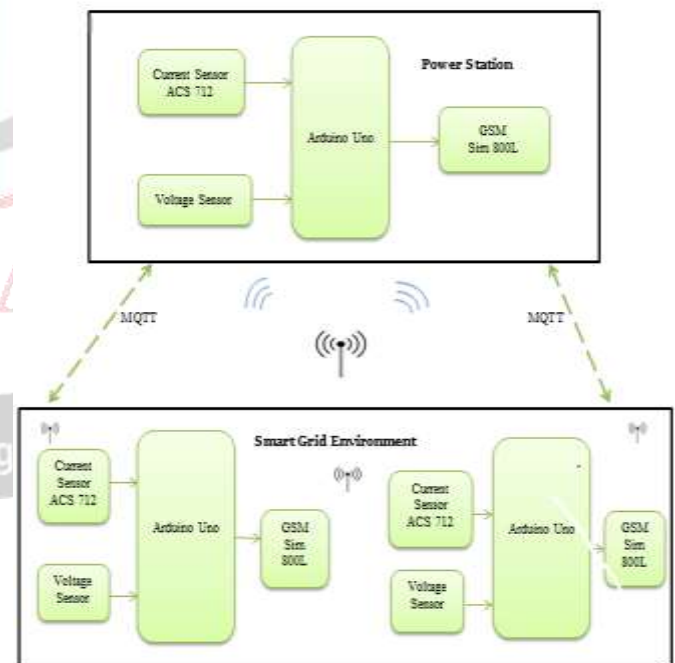 Power Station
Current Sensor
ACS 712
Arduino Uno
GSM
Sim 800L
Voltage Sensor
MQTT
MQTT
Smart Grid Environment
Current
Sensor
ACS 712
Arduino Uno
GSM
Sim
800L
Voltage
Sensor
Current
Sensor
ACS 712
Arduino Uno
GSM
Sim
800L
Voltage
Sensor